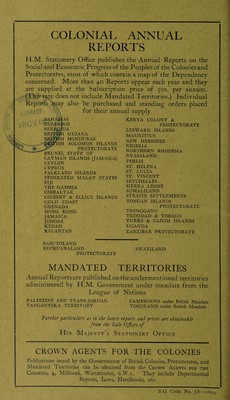 COLONIAL ANNUAL
REPORTS
H.M. Stationery Office publishes the Annual Reports on the
Social and Economic Progress of the Peoples of the Colonies and
Protectorates, most of which contain a map of the Dependency
concerned. More than 40 Reports appear each year and they
are supplied at the Subscription price of 50s. per annum.
(This rate does not include Mandated Territories.) Individual
Reports may also be purchased and standing orders placed
for their annual supply
BAHAMAS
BARBADOS
BERMUDA
BRITISH GUIANA
BRITISH HONDURAS
BRITISH SOLOMON ISLANDS
PROTECTORATE
BRUNEI, STATE OF
CAYMAN ISLANDS (JAMAICA)
CEYLON
CYPRUS
FALKLAND ISLANDS
FEDERATED MALAY STATES
FIJI
THE GAMBIA
GIBRALTAR
GILBERT & ELLICE ISLANDS
GOLD COAST
GRENADA
HONG KONG
JAMAICA
JOHORE
KEDAH
KELANTAN
KENYA COLONY &
PROTECTORATE
LEEWARD ISLANDS
MAURITIUS
NEW HEBRIDES
NIGERIA
NORTHERN RHODESIA
NYASALAND
PERLIS
ST. HELENA
ST. LUCIA
ST. VINCENT
SEYCHELLES
SIERRA LEONE
SOMALILAND
STRAITS SETTLEMENTS
TONGAN ISLANDS
PROTECTORATE
TRENGGANU
TRINIDAD & TOBAGO
TURKS & CAICOS ISLANDS
UGANDA
ZANZIBAR PROTECTORATE
BASUTOLAND
BECHUANALAND
PROTECTORATE
SWAZILAND
MANDATED TERRITORIES
Annual Reports are published on the undermentioned territories
administered by H.M. Government under mandate from the
League of Nations
PALESTINE AND TRANS-JORDAN
TANGANYIKA TERRITORY
CAMEROONS under British Mandate
TOGOLAND under British Mandate
Further particulars as to the latest reports and prices are obtainable
from the Sale Offices of
HIS MAJESTY'S STATIONERY OFFICE
CROWN AGENTS FOR THE COLONIES
Publications issued by the Governments of British Colonies, Protectorates, and
Mandated Territories can be obtained from the CROWN AGENTS FOR THE
COLONIES, 4, Millbank, Westminster, S.W.1. They include Departmental
Reports, Laws, Handbooks, etc.
S.O. Code No.